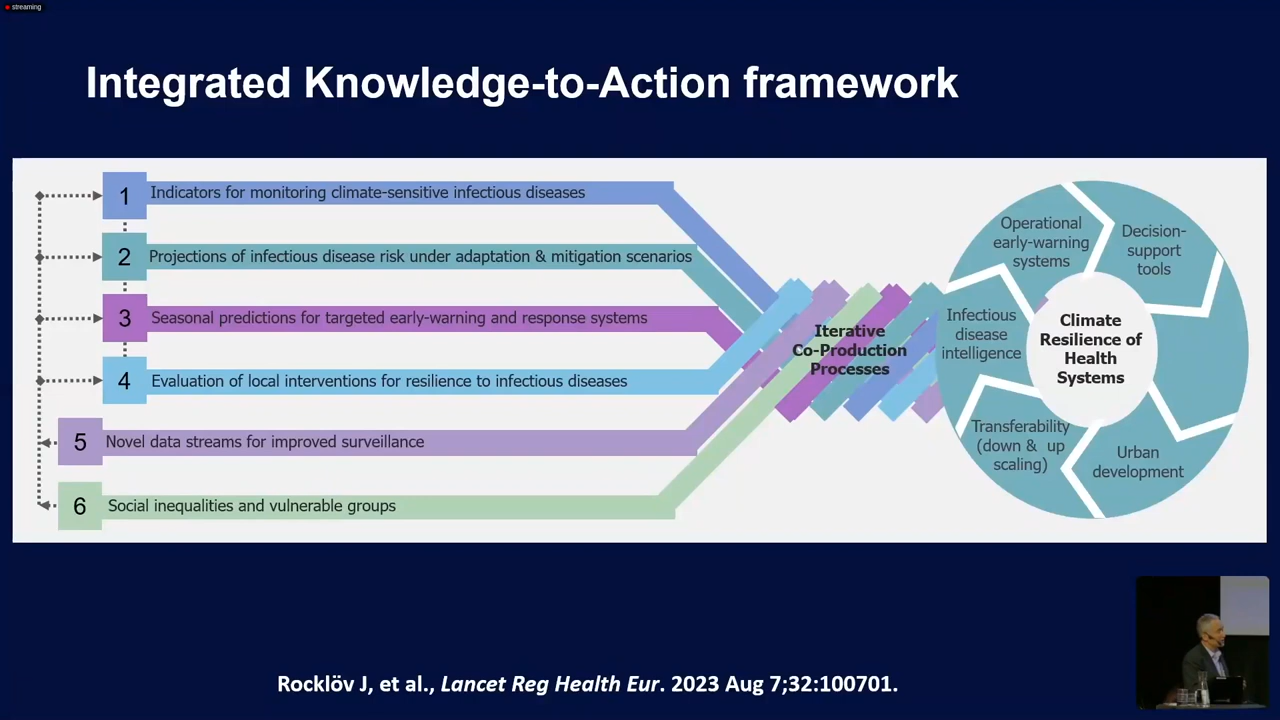 streaming
Integrated Knowledge-to-Action framework
1 Indicators for monitoring climate-sensitive infectious diseases
2 Projections of infectious disease risk under adaptation & mitigation scenarios
3 Seasonal predictions for targeted early-warning and response systems
4 Evaluation of local interventions for resilience to infectious diseases
5 Novel data streams for improved surveillance
6 Social inequalities and vulnerable groups
Iterative
Co-Production
Processes
Operational
early-warning
systems
Decision-
support
tools
Infectious
disease
intelligence
Climate
Resilience of
Health
Systems
Transferability
(down & up
scaling)
Urban
development
Rocklöv J, et al., Lancet Reg Health Eur. 2023 Aug 7;32:100701.